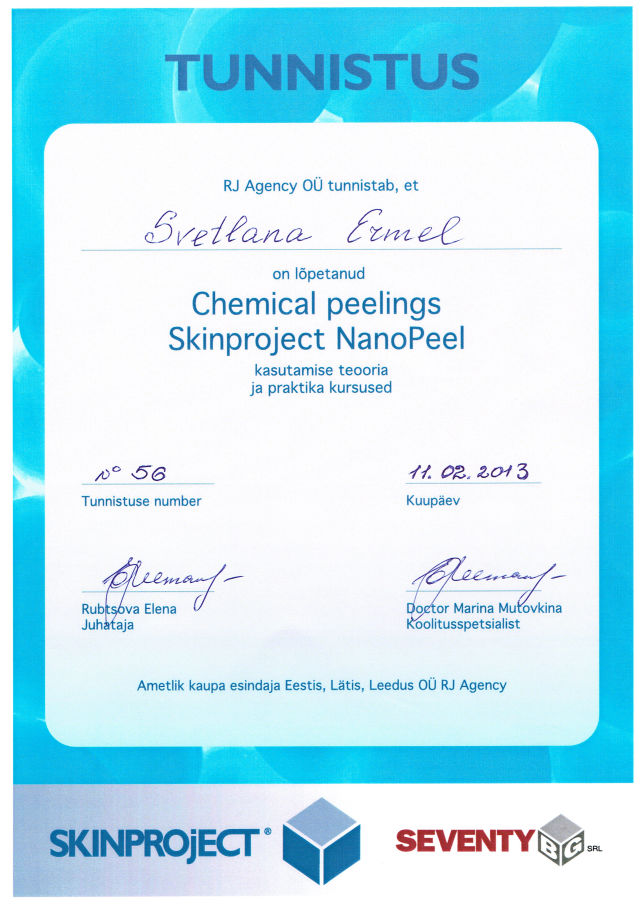 TUNNISTUS
RJ Agency OÜ tunnistab, et
Svetlana Ermel
on lõpetanud
Chemical peelings
Skinproject NanoPeel
kasutamise teooria
ja praktika kursused
N° 56
11.02.2013
Tunnistuse number
Kuupäev
Rubtsova Elena
Juhataja
Doctor Marina Mutovkina
Koolitusspetsialist
Ametlik kaupa esindaja Eestis, Lätis, Leedus OÜ RJ Agency
SKINPROjECT®
SEVENTY BG SRL